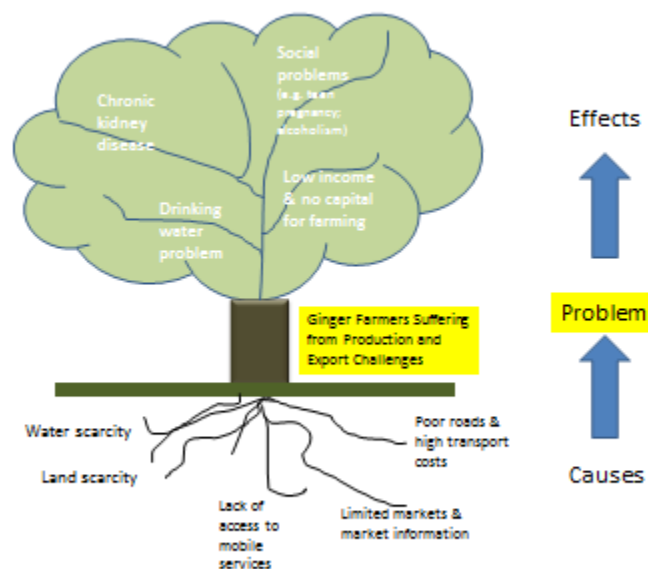 Social
problems
(e.g. teen
pregnancy;
alcoholism)
Chronic
kidney
disease
Effects
Low income
& no capital
for farming
Drinking
water
problem
Ginger Farmers Suffering
from Production and
Export Challenges
Problem
Water scarcity
Poor roads &
high transport
costs
Land scarcity
Causes
Lack of
access to
mobile
services
Limited markets &
market information